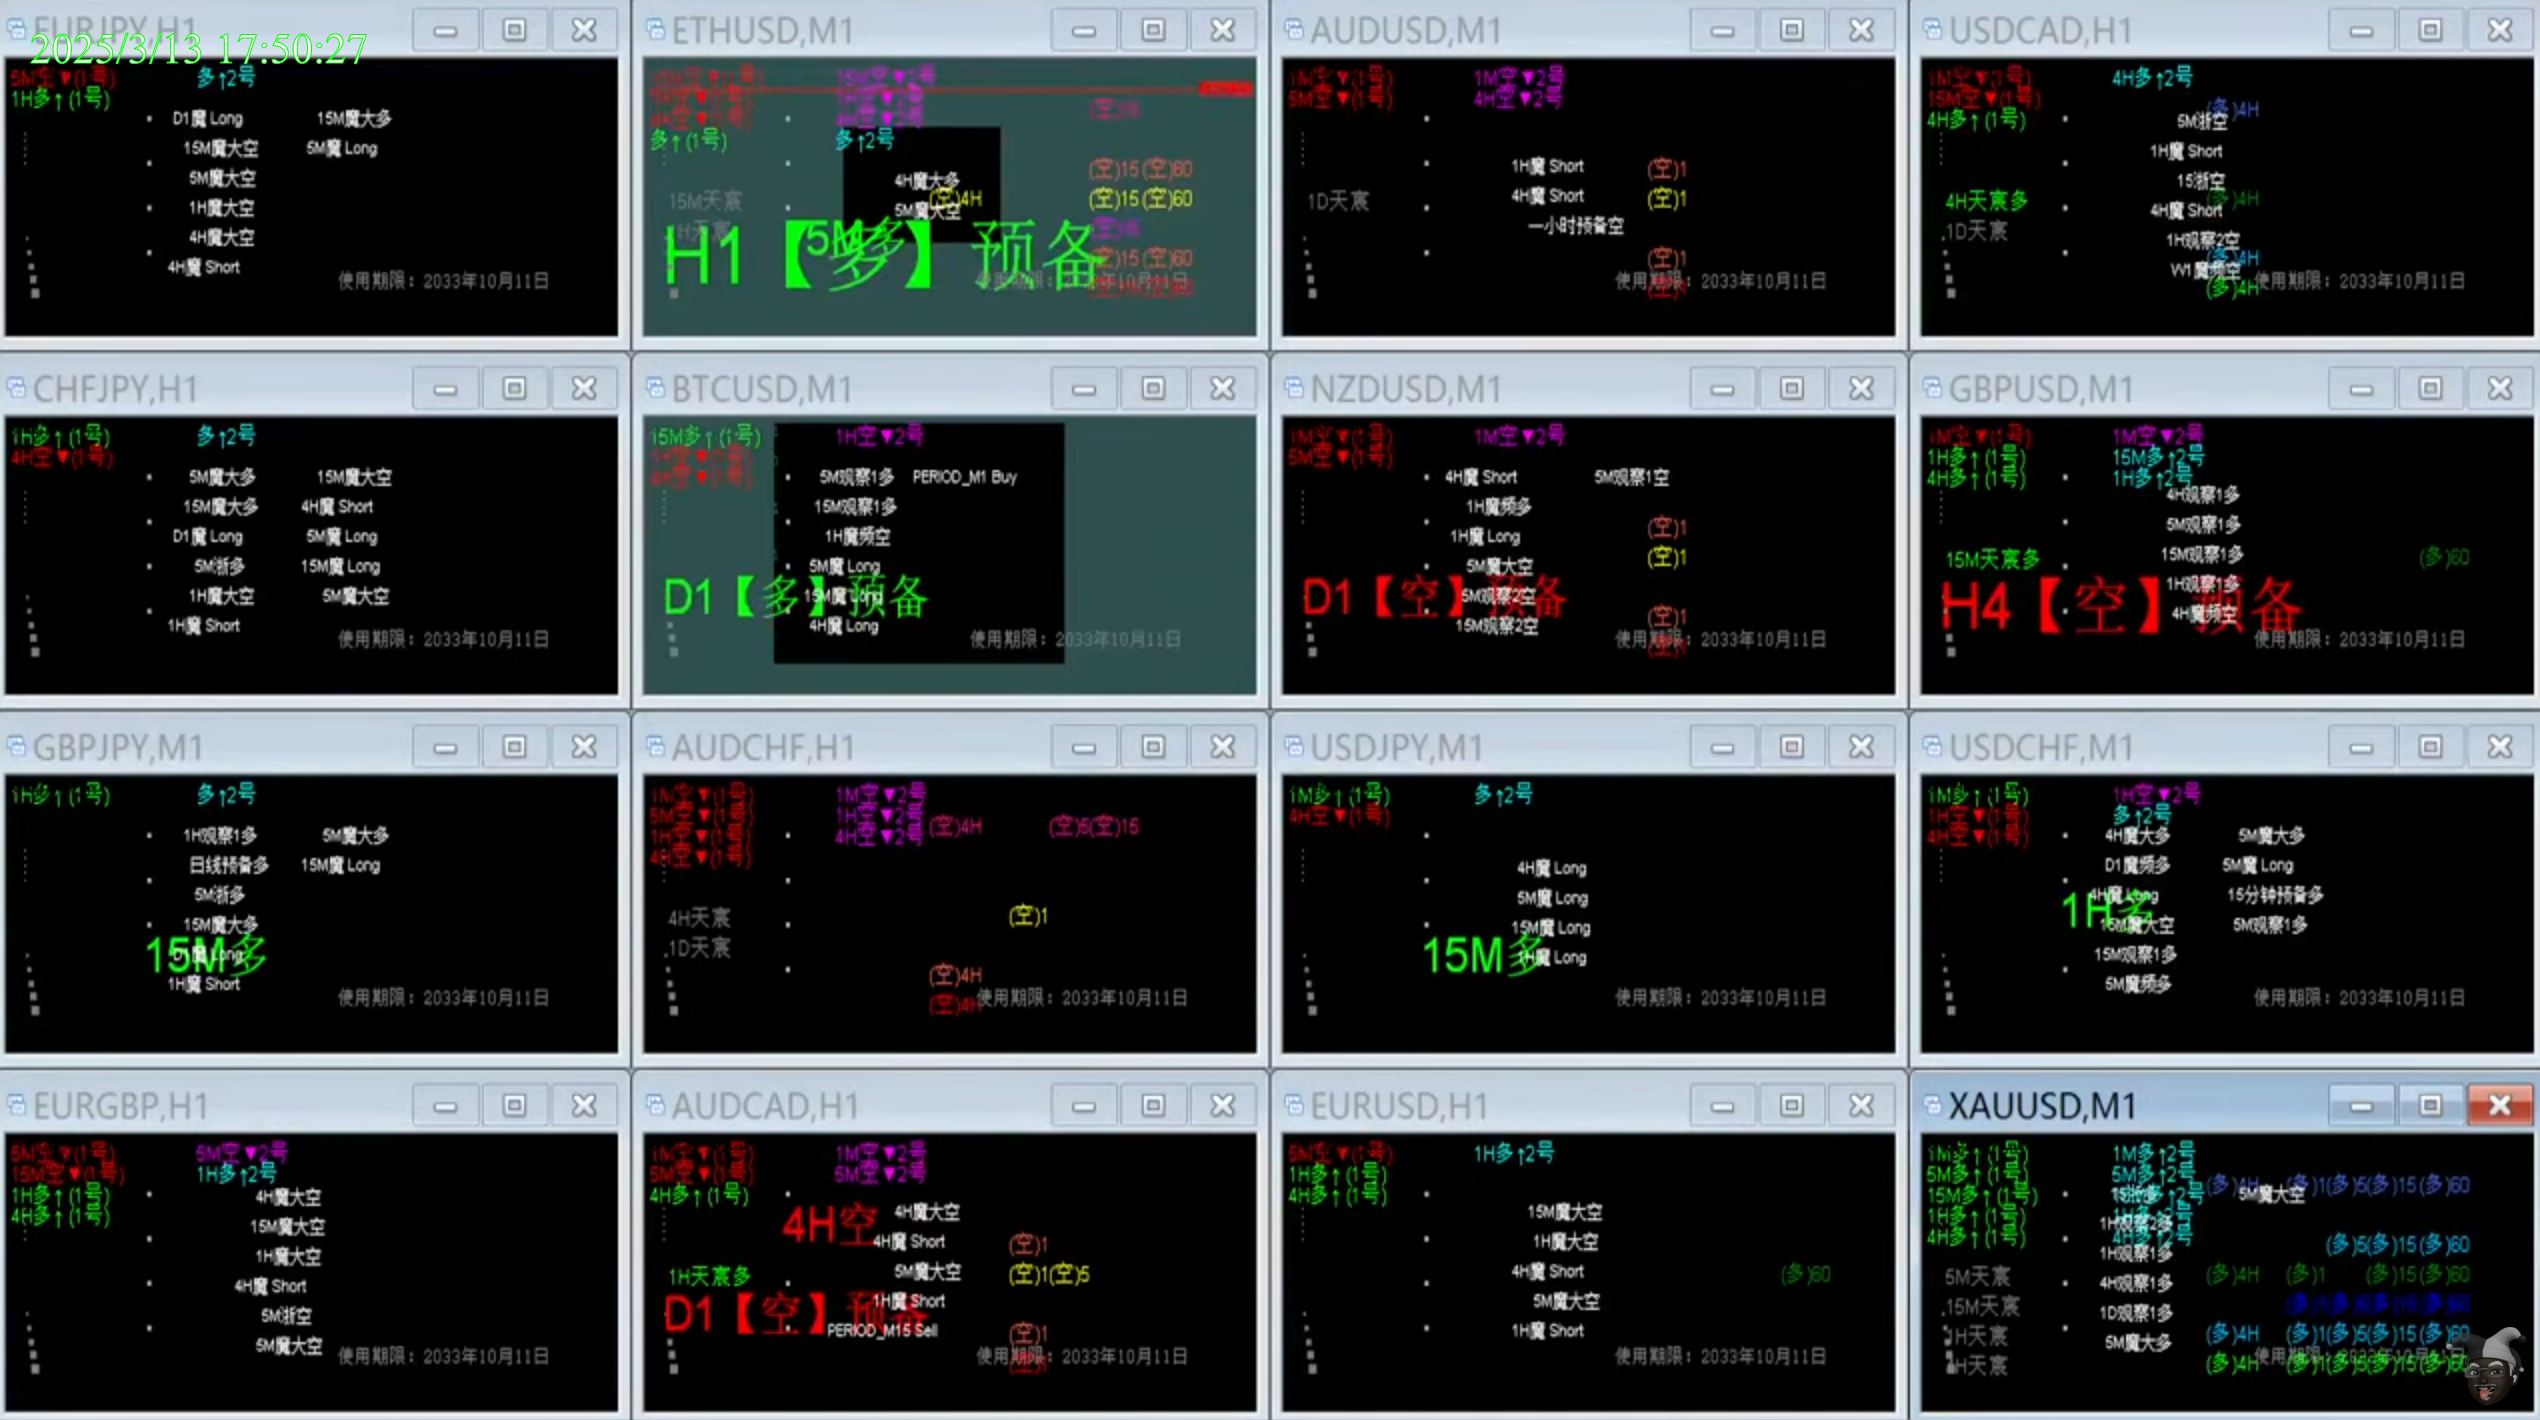 EURJPY,H1
2025/3/13 17:50:27
5M空▼(1号) 多↑2号
1H多↑(1号)
D1魔 Long 15M魔大多
15M魔大空 5M魔 Long
5M魔大空
1H魔大空
4H魔大空
4H魔 Short
使用期限：2033年10月11日
ETHUSD,M1
15M空▼2号
多↑(1号) 多↑2号
(空)15
4H魔大多
(空)15(空)60
15M天宸
(空)4H
(空)15(空)60
5M魔大空
H1【多】预备
5M多
(空)15(空)60
AUDUSD,M1
1M空▼(1号) 1M空▼2号
5M空▼(1号) 4H空▼2号
1H魔 Short (空)1
1D天宸 4H魔 Short (空)1
一小时预备空
(空)1
使用期限：2033年10月11日
USDCAD,H1
1M空▼(1号) 4H多↑2号
15M空▼(1号)
4H多↑(1号)
(多)4H
5M浙空
1H魔 Short
15浙空
4H天宸多 (多)4H
4H魔 Short
1D天宸 1H观察2空
(多)4H
W1魔频空
(多)4H
使用期限：2033年10月11日
CHFJPY,H1
1H多↑(1号) 多↑2号
4H空▼(1号)
5M魔大多 15M魔大空
15M魔大多 4H魔 Short
D1魔 Long 5M魔 Long
5M浙多 15M魔 Long
1H魔大空 5M魔大空
1H魔 Short
使用期限：2033年10月11日
BTCUSD,M1
15M多↑(1号) 1H空▼2号
1H空▼(1号)
4H空▼(1号)
5M观察1多 PERIOD_M1 Buy
15M观察1多
1H魔频空
5M魔 Long
15M魔 Long
D1【多】预备
4H魔 Long
使用期限：2033年10月11日
NZDUSD,M1
1M空▼(1号) 1M空▼2号
5M空▼(1号)
4H魔 Short 5M观察1空
1H魔频多
(空)1
1H魔 Long
(空)1
5M魔大空
D1【空】预备
5M观察2空
(空)1
15M观察2空
使用期限：2033年10月11日
GBPUSD,M1
1M空▼(1号) 1M空▼2号
1H多↑(1号) 15M多↑2号
4H多↑(1号) 1H多↑2号
4H观察1多
5M观察1多
15M天宸多 15M观察1多 (多)60
1H观察1多
H4【空】预备
4H魔频空
使用期限：2033年10月11日
GBPJPY,M1
1H多↑(1号) 多↑2号
1H观察1多 5M魔大多
日线预备多 15M魔 Long
5M浙多
15M魔大多
15M多
D1魔 Long
1H魔 Short
使用期限：2033年10月11日
AUDCHF,H1
1M空▼(1号) 1M空▼2号
5M空▼(1号) 1H空▼2号
1H空▼(1号) 4H空▼2号
4H空▼(1号)
(空)4H (空)5(空)15
4H天宸 (空)1
1D天宸
(空)4H
(空)4H
使用期限：2033年10月11日
USDJPY,M1
1M多↑(1号) 多↑2号
4H空▼(1号)
4H魔 Long
5M魔 Long
15M魔 Long
15M多
1H魔 Long
使用期限：2033年10月11日
USDCHF,M1
1M多↑(1号) 1H空▼2号
1H空▼(1号) 多↑2号
4H空▼(1号)
4H魔大多 5M魔大多
D1魔频多 5M魔 Long
4H魔 Long 15分钟预备多
1H多
15M魔大空 5M观察1多
15M观察1多
5M魔频多
使用期限：2033年10月11日
EURGBP,H1
5M空▼(1号) 5M空▼2号
15M空▼(1号) 1H多↑2号
1H多↑(1号)
4H多↑(1号)
4H魔大空
15M魔大空
1H魔大空
4H魔 Short
5M浙空
5M魔大空
使用期限：2033年10月11日
AUDCAD,H1
1M空▼(1号) 1M空▼2号
5M空▼(1号) 5M空▼2号
4H多↑(1号)
4H空
4H魔大空
4H魔 Short (空)1
1H天宸多 5M魔大空 (空)1(空)5
1H魔 Short
D1【空】预备
PERIOD_M15 Sell (空)1
使用期限：2033年10月11日
EURUSD,H1
5M空▼(1号) 1H多↑2号
1H多↑(1号)
4H多↑(1号)
15M魔大空
1H魔大空
4H魔 Short (多)60
5M魔大空
1H魔 Short
使用期限：2033年10月11日
XAUUSD,M1
1M多↑(1号) 1M多↑2号
5M多↑(1号) 5M多↑2号
15M多↑(1号)
1H多↑(1号)
4H多↑(1号) 4H多↑2号
(多)4H (多)1(多)5(多)15(多)60
5M魔大空
1H观察2多
1H观察1多 (多)5(多)15(多)60
5M天宸 4H观察1多 (多)4H (多)1 (多)15(多)60
15M天宸 1D观察1多
1H天宸 5M魔大多 (多)4H (多)1(多)5(多)15(多)60
H天宸 (多)4H (多)1(多)5(多)15(多)60